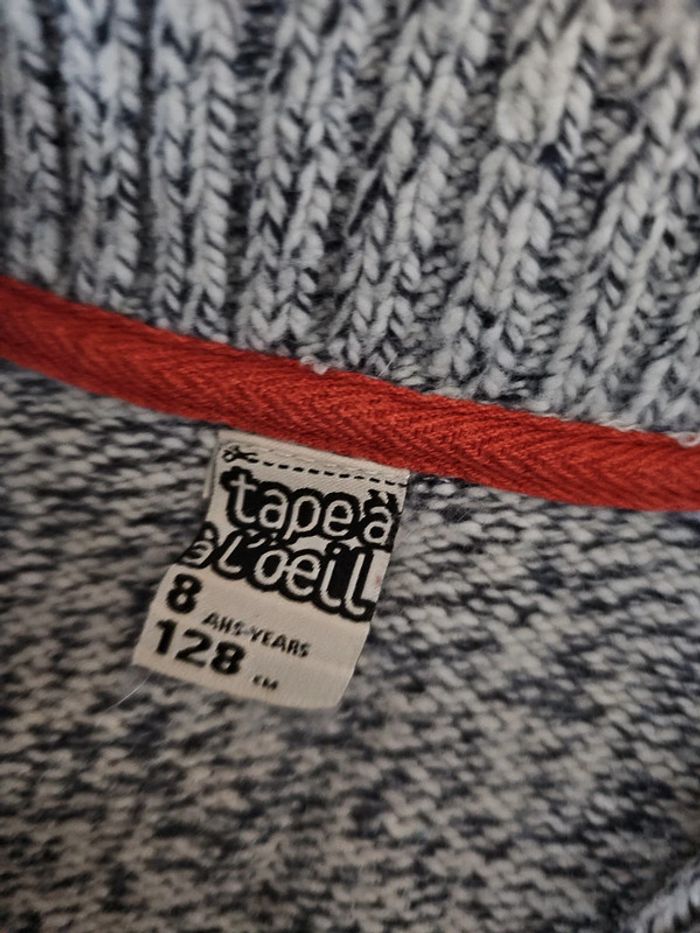 tape à
à l'oeil
8 ANS-YEARS
128 CM